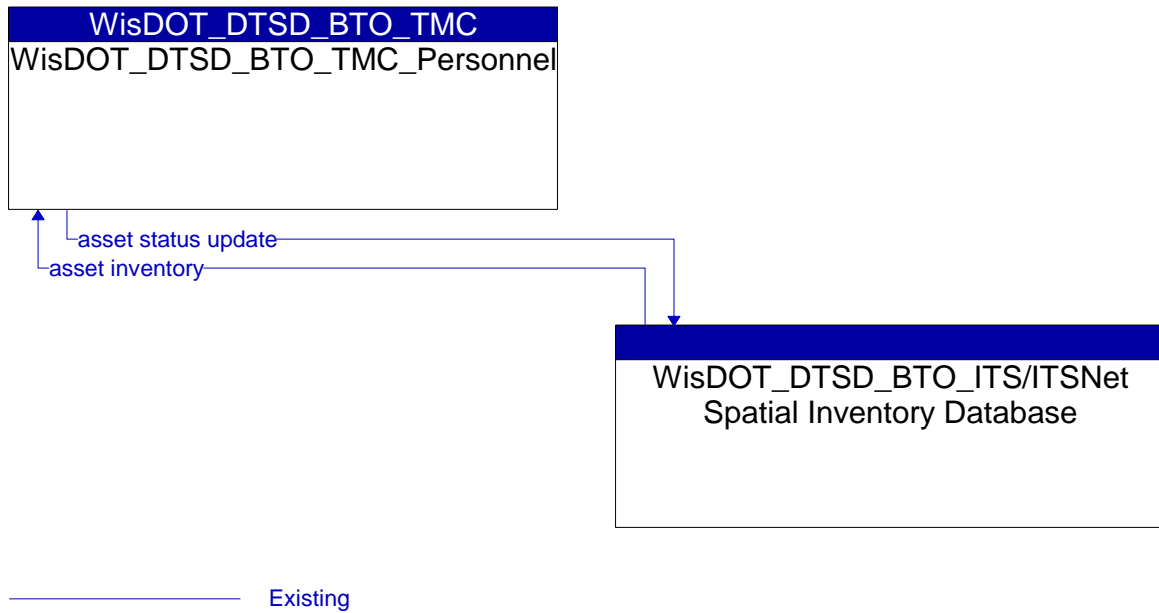 WisDOT_DTSD_BTO_TMC
WisDOT_DTSD_BTO_TMC_Personnel
asset status update
asset inventory
WisDOT_DTSD_BTO_ITS/ITSNet
Spatial Inventory Database
Existing